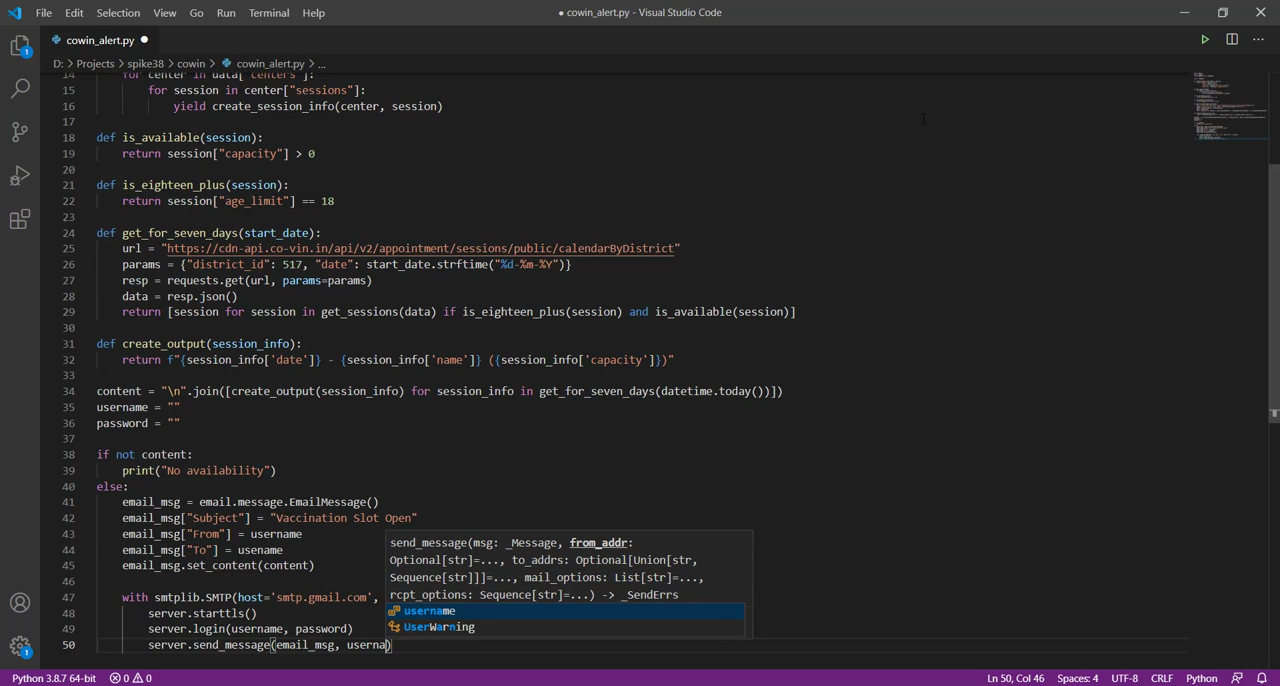 File Edit Selection View Go Run Terminal Help
● cowin_alert.py - Visual Studio Code
cowin_alert.py
D: > Projects > spike38 > cowin > cowin_alert.py > ...
14 for center in data["centers"]:
15 for session in center["sessions"]:
16 yield create_session_info(center, session)
17
18 def is_available(session):
19 return session["capacity"] > 0
20
21 def is_eighteen_plus(session):
22 return session["age_limit"] == 18
23
24 def get_for_seven_days(start_date):
25 url = "https://cdn-api.co-vin.in/api/v2/appointment/sessions/public/calendarByDistrict"
26 params = {"district_id": 517, "date": start_date.strftime("%d-%m-%Y")}
27 resp = requests.get(url, params=params)
28 data = resp.json()
29 return [session for session in get_sessions(data) if is_eighteen_plus(session) and is_available(session)]
30
31 def create_output(session_info):
32 return f"{session_info['date']} - {session_info['name']} ({session_info['capacity']})"
33
34 content = "\n".join([create_output(session_info) for session_info in get_for_seven_days(datetime.today())])
35 username = ""
36 password = ""
37
38 if not content:
39 print("No availability")
40 else:
41 email_msg = email.message.EmailMessage()
42 email_msg["Subject"] = "Vaccination Slot Open"
43 email_msg["From"] = username
44 email_msg["To"] = usename
45 email_msg.set_content(content)
46
47 with smtplib.SMTP(host='smtp.gmail.com',
48 server.starttls()
49 server.login(username, password)
50 server.send_message(email_msg, userna)
send_message(msg: _Message, from_addr:
Optional[str]=..., to_addrs: Optional[Union[str,
Sequence[str]]]=..., mail_options: List[str]=...,
rcpt_options: Sequence[str]=...) -> _SendErrs
username
UserWarning
1
1
Python 3.8.7 64-bit 0 0 Ln 50, Col 46 Spaces: 4 UTF-8 CRLF Python